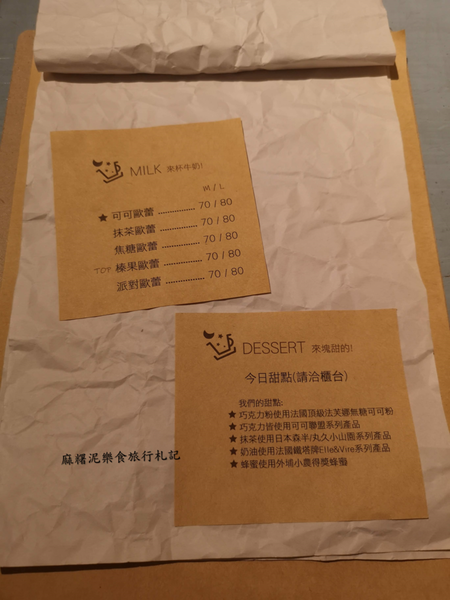 MILK 來杯牛奶!
M / L
★ 可可歐蕾 ............... 70 / 80
抹茶歐蕾 ............... 70 / 80
焦糖歐蕾 ............... 70 / 80
TOP 榛果歐蕾 ............... 70 / 80
派對歐蕾 ............... 70 / 80
DESSERT 來塊甜的!
今日甜點(請洽櫃台)
我們的甜點:
★ 巧克力粉使用法國頂級法芙娜無糖可可粉
★ 巧克力皆使用可可聯盟系列產品
★ 抹茶使用日本森半/丸久小山園系列產品
★ 奶油使用法國鐵塔牌Elle&Vire系列產品
★ 蜂蜜使用外埔小農得獎蜂蜜
麻糬泥樂食旅行札記